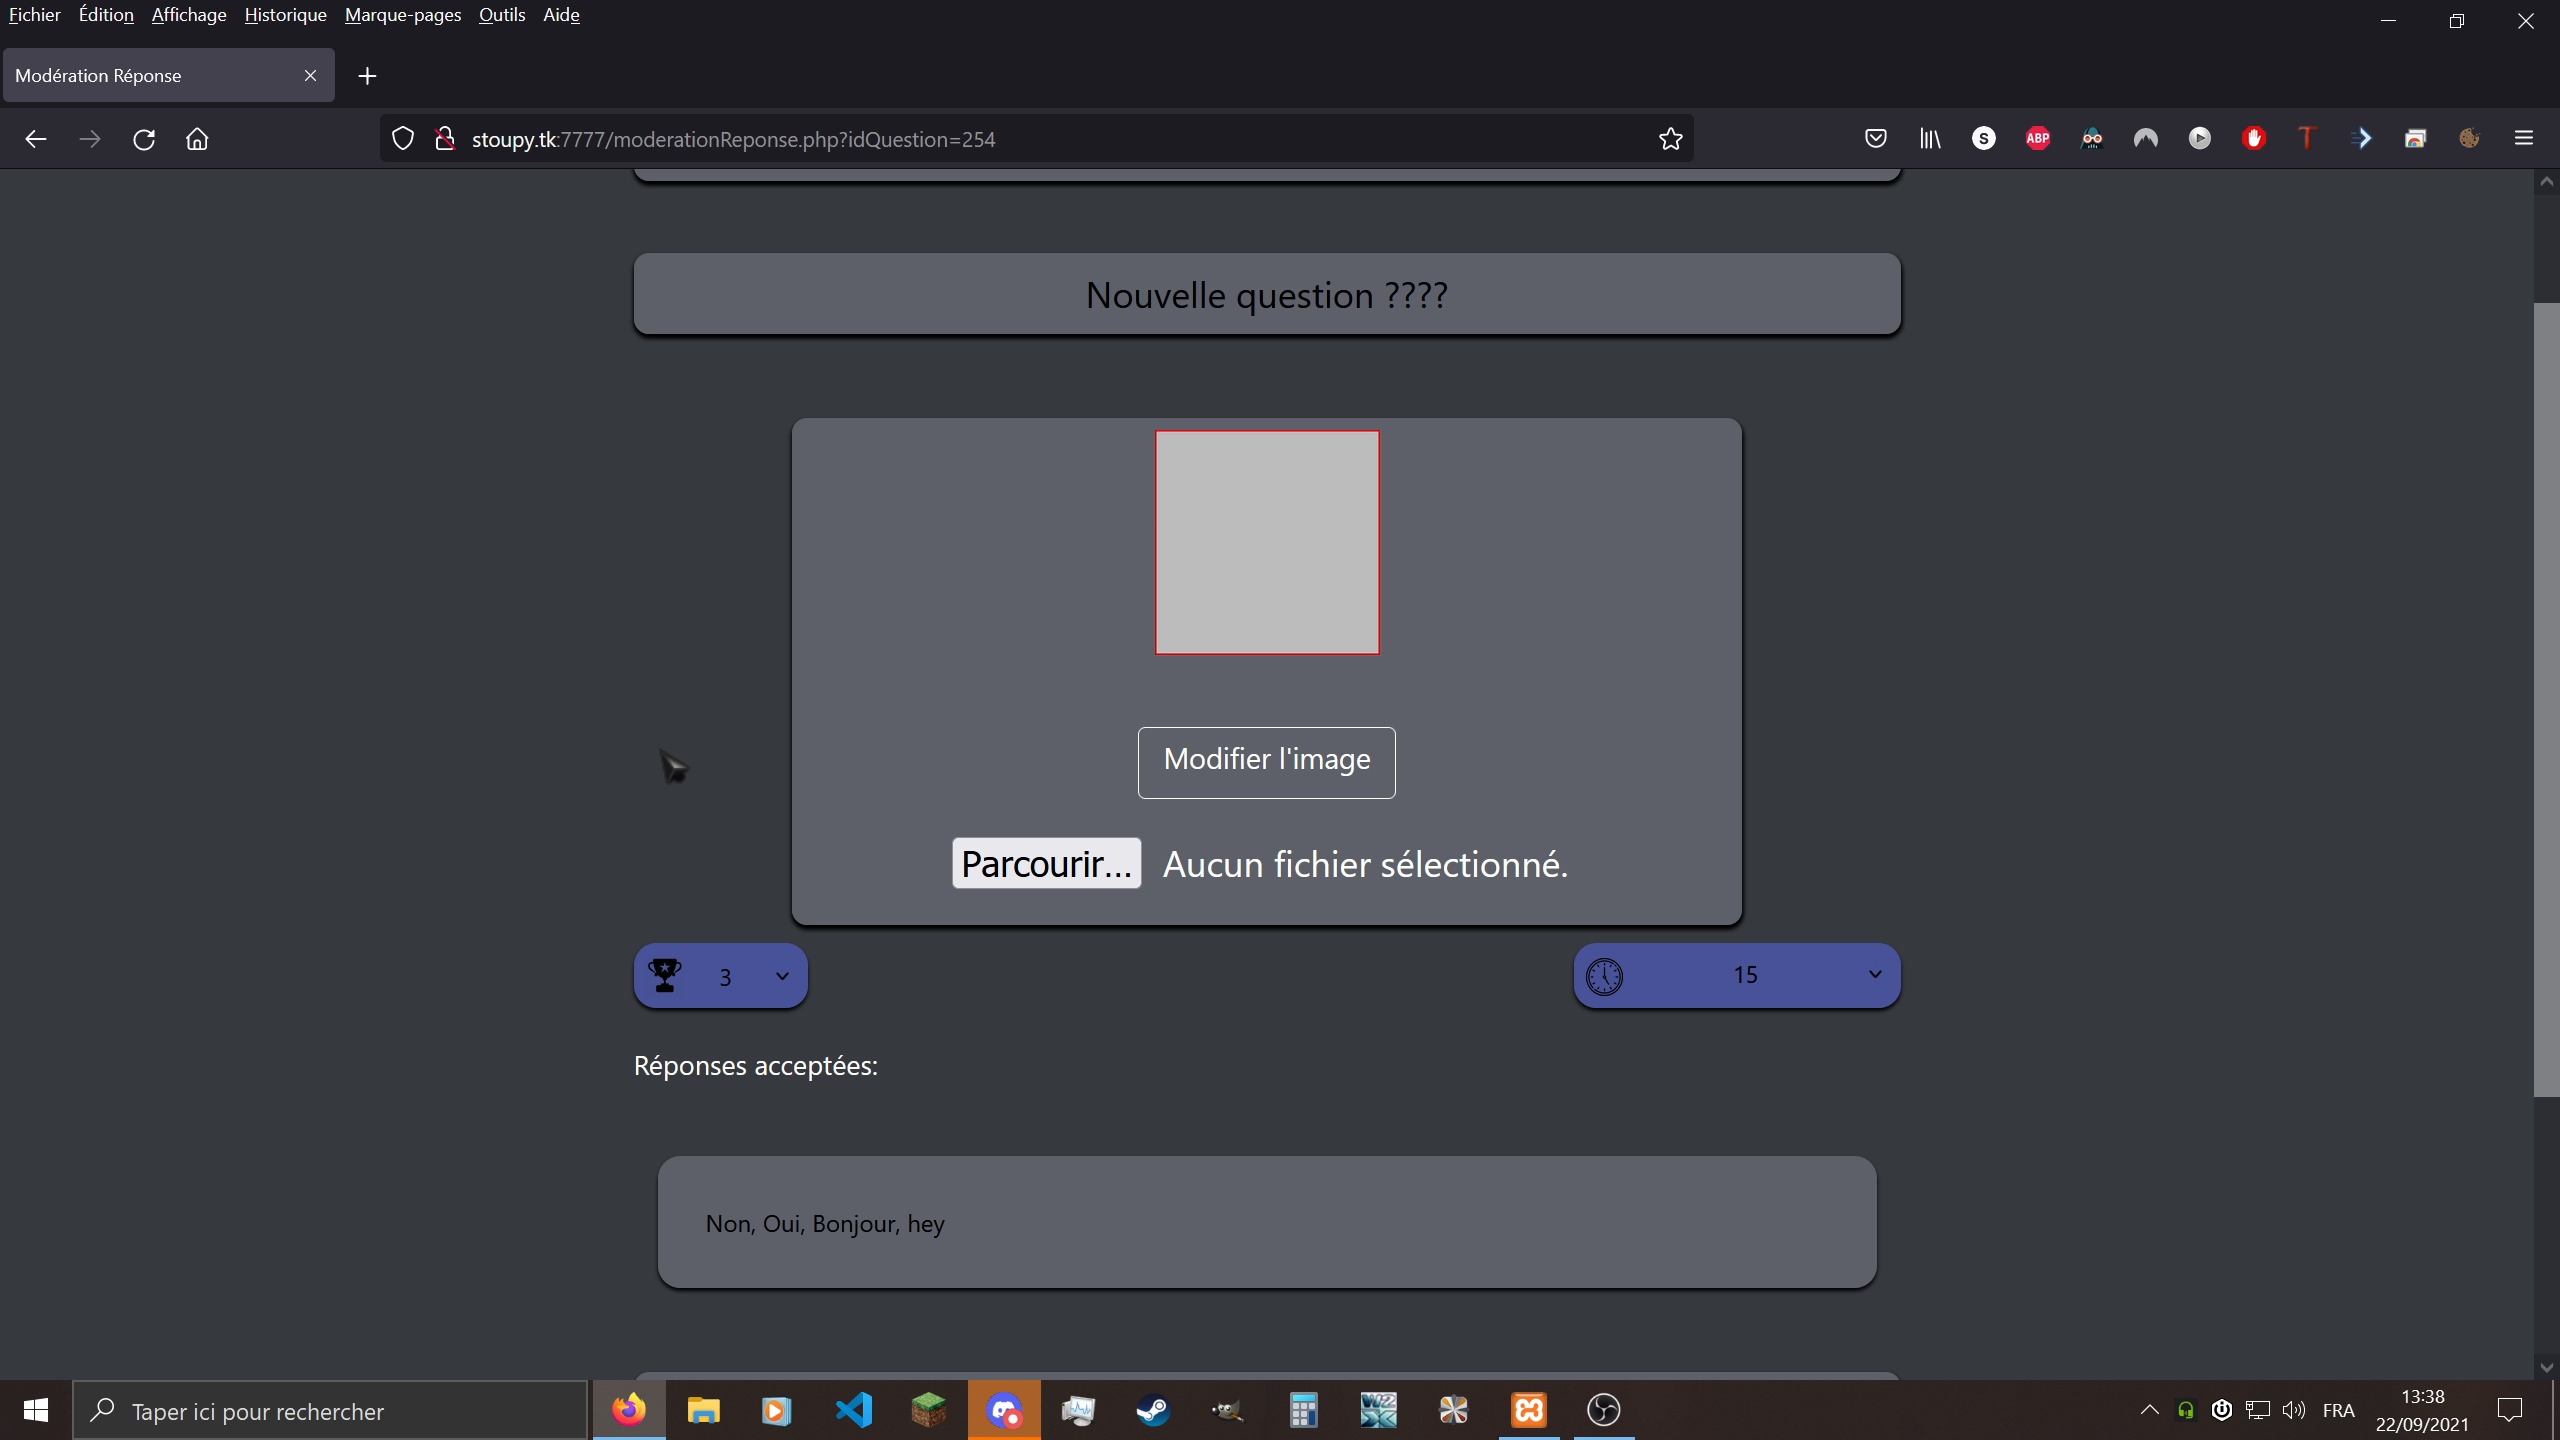 Fichier Édition Affichage Historique Marque-pages Outils Aide
Modération Réponse
stoupy.tk:7777/moderationReponse.php?idQuestion=254
S ABP T
Nouvelle question ????
Modifier l'image
Parcourir... Aucun fichier sélectionné.
3 15
Réponses acceptées:
Non, Oui, Bonjour, hey
Taper ici pour rechercher
FRA
13:38
22/09/2021